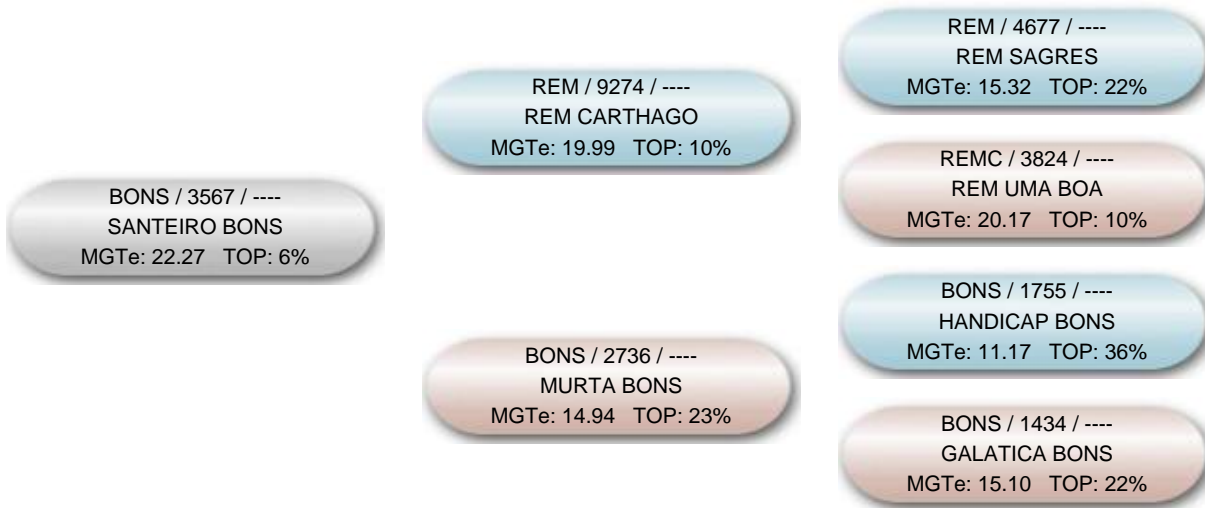 BONS / 3567 / ----
SANTEIRO BONS
MGTe: 22.27 TOP: 6%
REM / 9274 / ----
REM CARTHAGO
MGTe: 19.99 TOP: 10%
BONS / 2736 / ----
MURTA BONS
MGTe: 14.94 TOP: 23%
REM / 4677 / ----
REM SAGRES
MGTe: 15.32 TOP: 22%
REMC / 3824 / ----
REM UMA BOA
MGTe: 20.17 TOP: 10%
BONS / 1755 / ----
HANDICAP BONS
MGTe: 11.17 TOP: 36%
BONS / 1434 / ----
GALATICA BONS
MGTe: 15.10 TOP: 22%